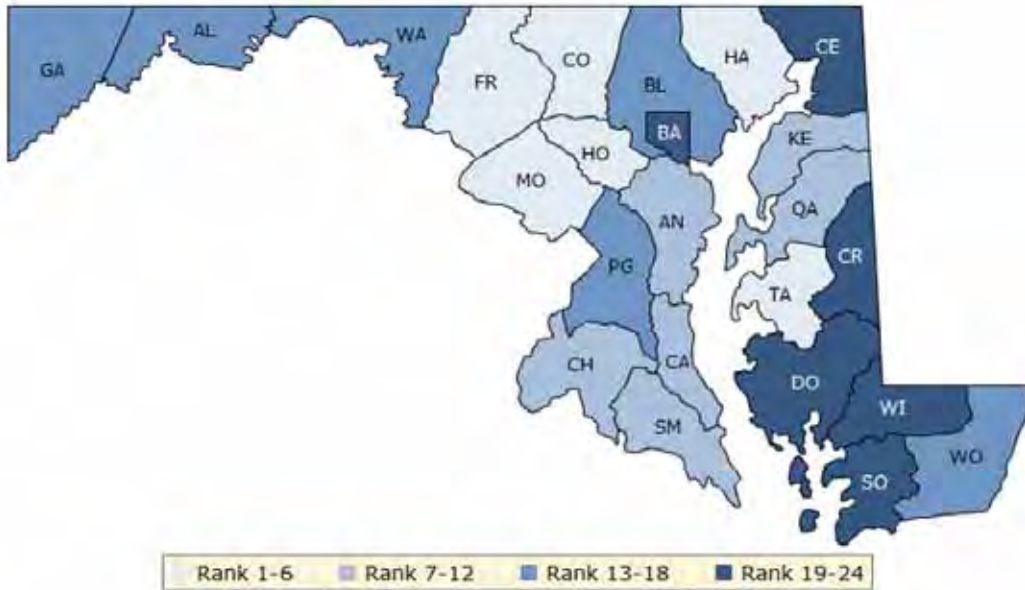 GA
AL
WA
FR
CO
BL
HA
CE
BA
KE
HO
MO
AN
QA
PG
CR
TA
CH
CA
DO
SM
WI
WO
SO
Rank 1-6
Rank 7-12
Rank 13-18
Rank 19-24